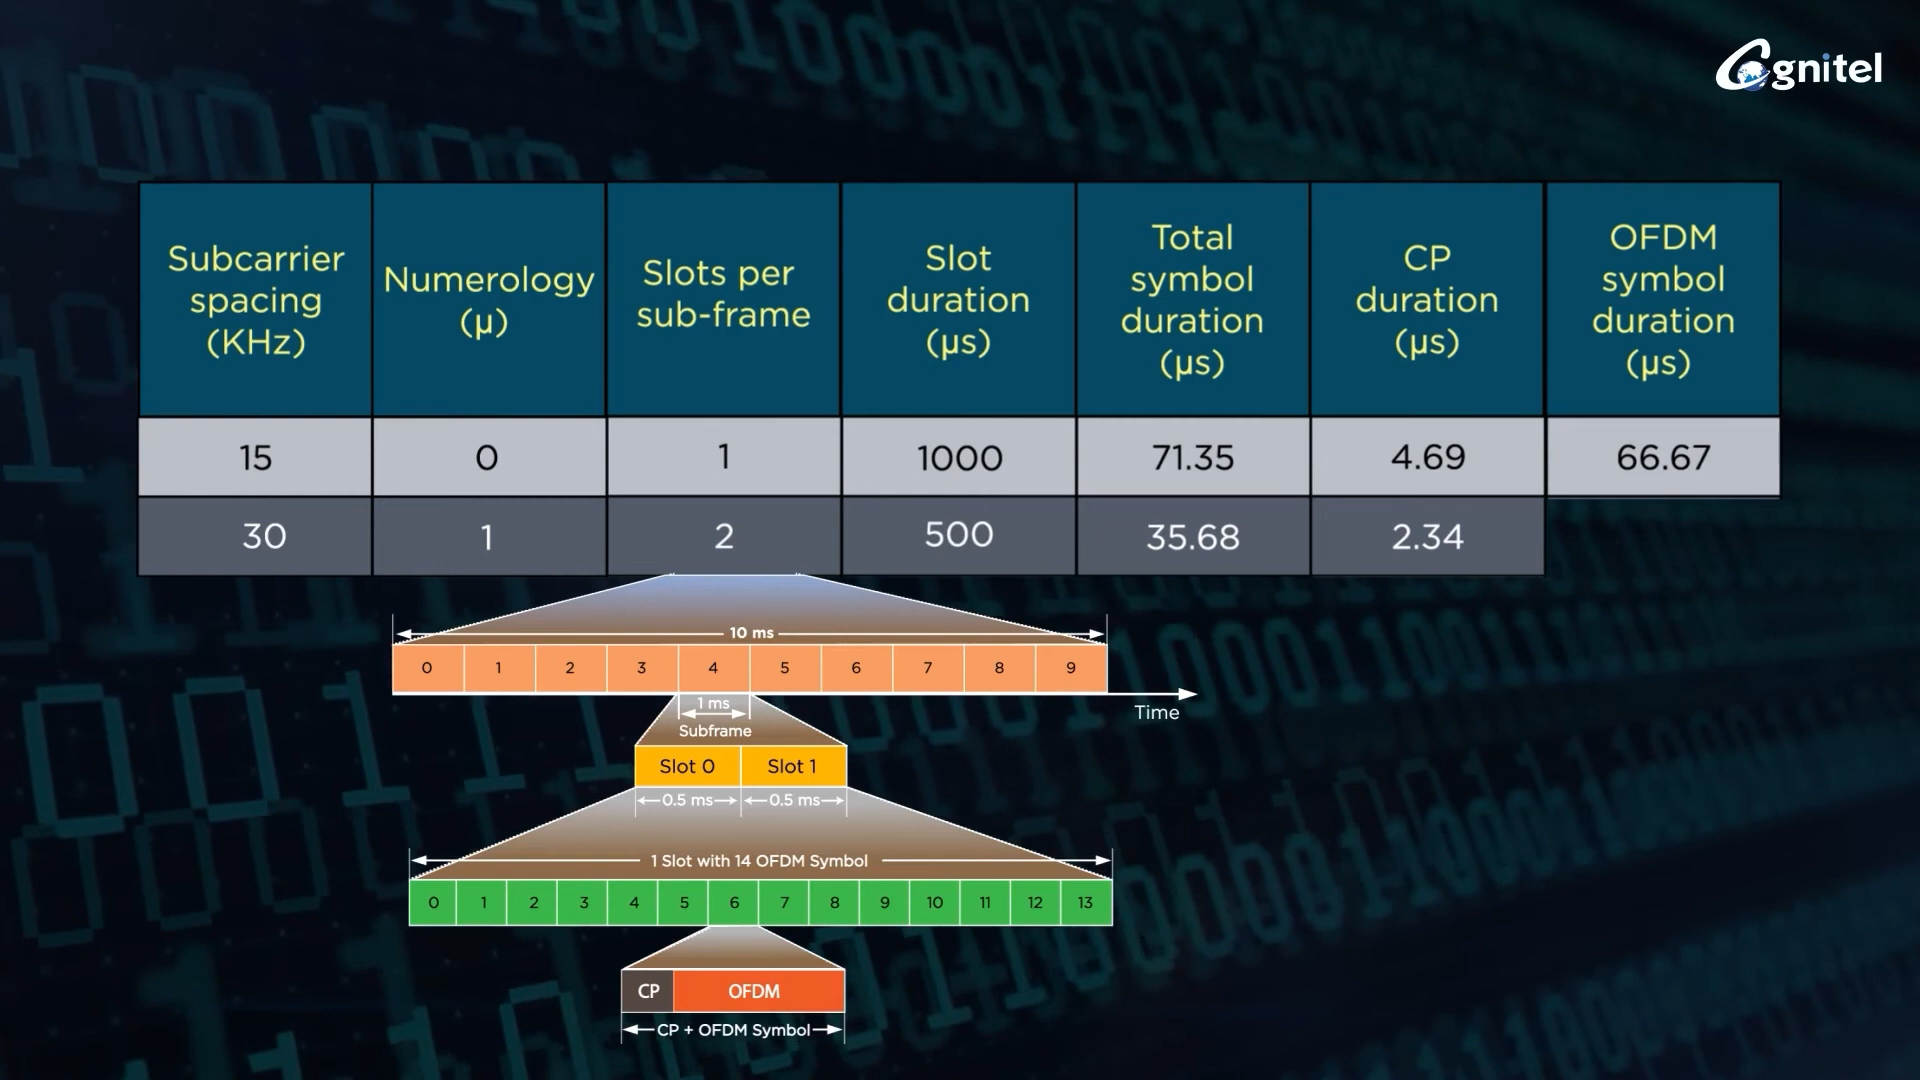 Cognitel
Subcarrier
spacing
(KHz)
Numerology
(μ)
Slots per
sub-frame
Slot
duration
(μs)
Total
symbol
duration
(μs)
CP
duration
(μs)
OFDM
symbol
duration
(μs)
15 0 1 1000 71.35 4.69 66.67
30 1 2 500 35.68 2.34
10 ms
0 1 2 3 4 5 6 7 8 9
1 ms
Time
Subframe
Slot 0 Slot 1
0.5 ms 0.5 ms
1 Slot with 14 OFDM Symbol
0 1 2 3 4 5 6 7 8 9 10 11 12 13
CP OFDM
CP + OFDM Symbol